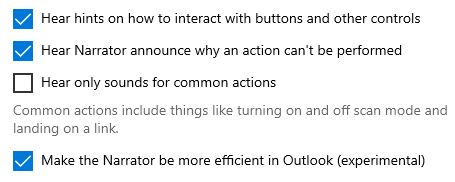 Hear hints on how to interact with buttons and other controls
Hear Narrator announce why an action can't be performed
Hear only sounds for common actions
Common actions include things like turning on and off scan mode and
landing on a link.
Make the Narrator be more efficient in Outlook (experimental)